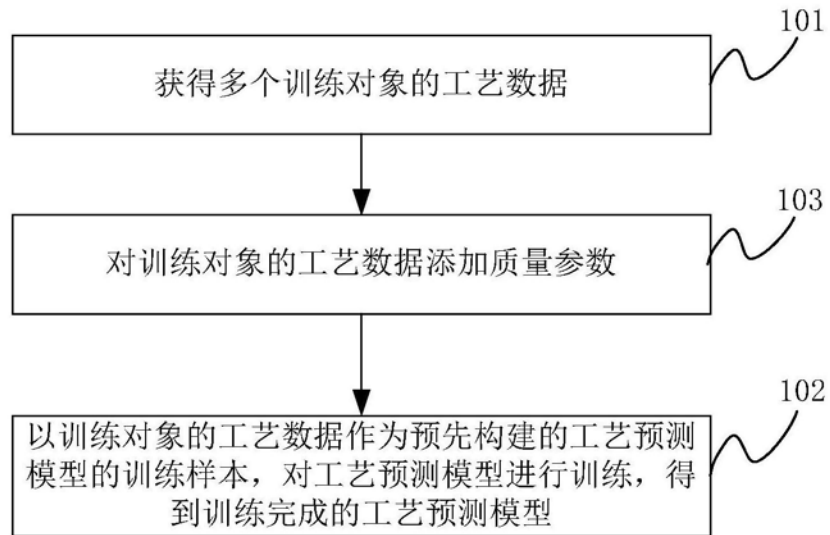 101
获得多个训练对象的工艺数据
103
对训练对象的工艺数据添加质量参数
102
以训练对象的工艺数据作为预先构建的工艺预测
模型的训练样本，对工艺预测模型进行训练，得
到训练完成的工艺预测模型